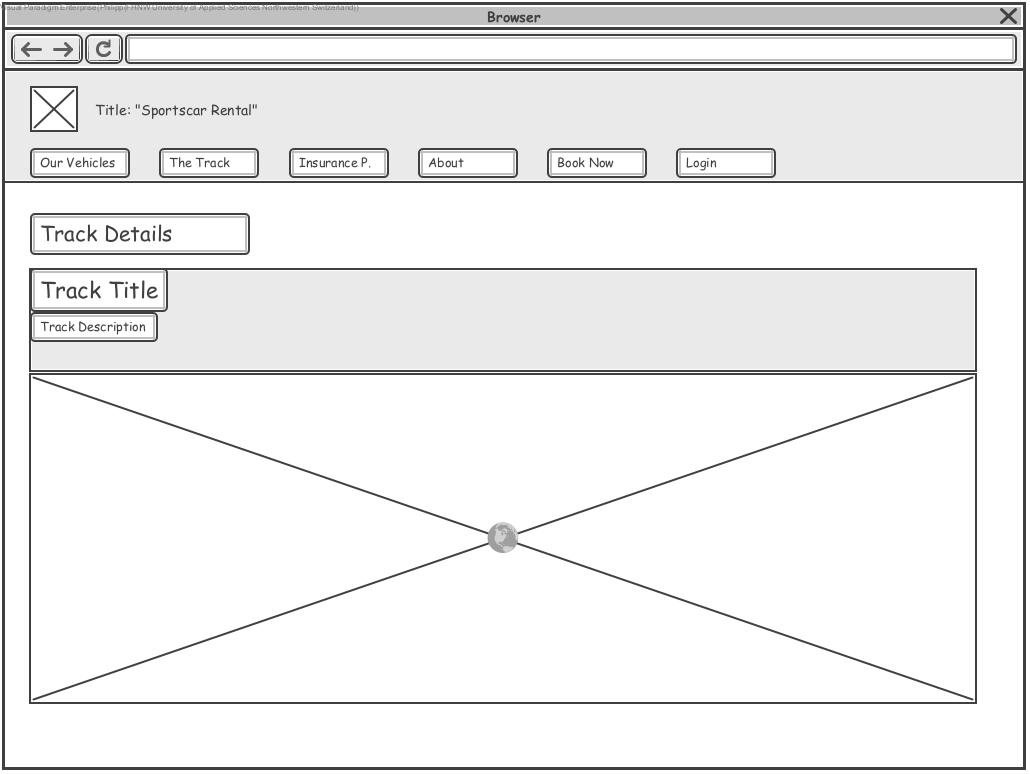 Visual Paradigm Enterprise(Philipp(FHNW University of Applied Sciences Northwestern Switzerland))
Browser
Title: "Sportscar Rental"
Our Vehicles
The Track
Insurance P.
About
Book Now
Login
Track Details
Track Title
Track Description